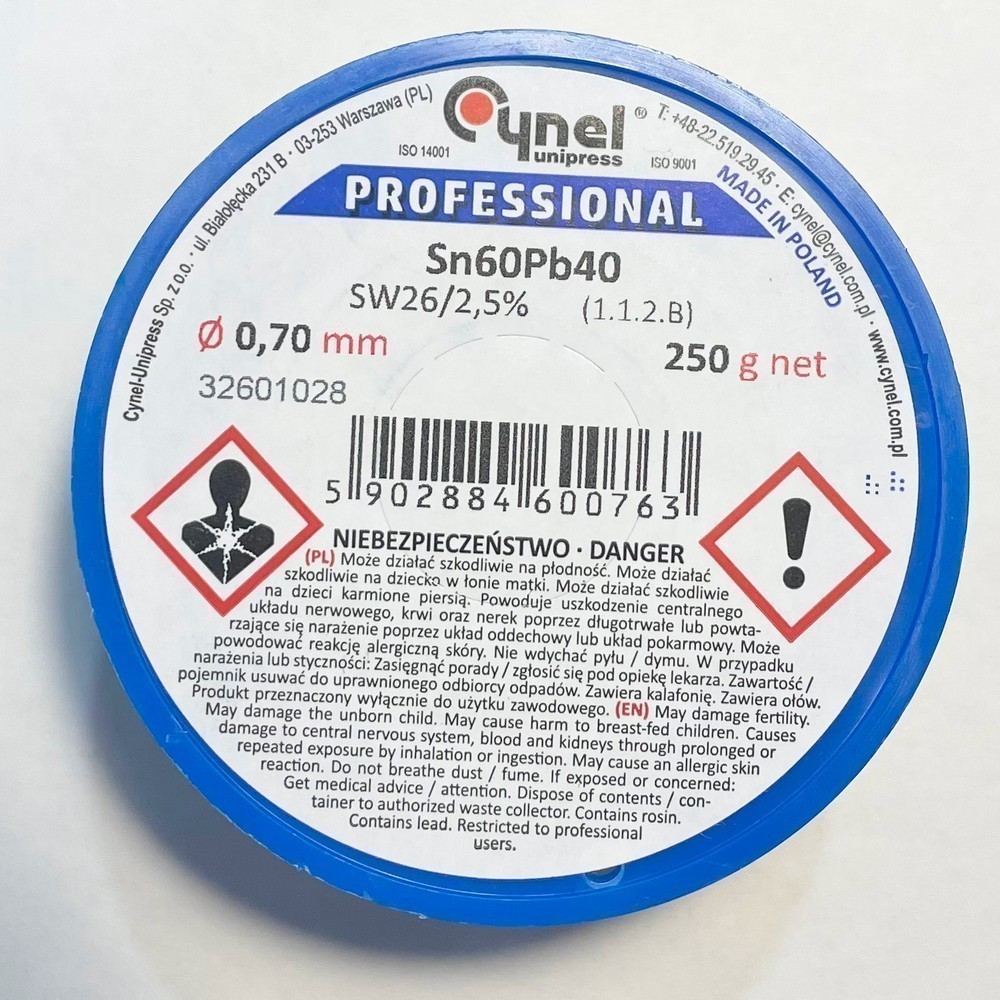 Cynel-Unipress Sp. z o.o. · ul. Białołęcka 231 B · 03-253 Warszawa (PL)
Cynel ®
unipress
ISO 14001
ISO 9001
T: +48-22.519.29.45 · E: cynel@cynel.com.pl · www.cynel.com.pl
MADE IN POLAND
PROFESSIONAL
Sn60Pb40
SW26/2,5% (1.1.2.B)
Ø 0,70 mm
250 g net
32601028
5 902884 600763
NIEBEZPIECZEŃSTWO · DANGER
(PL) Może działać szkodliwie na płodność. Może działać
szkodliwie na dziecko w łonie matki. Może działać szkodliwie
na dzieci karmione piersią. Powoduje uszkodzenie centralnego
układu nerwowego, krwi oraz nerek poprzez długotrwałe lub powta-
rzające się narażenie poprzez układ oddechowy lub układ pokarmowy. Może
powodować reakcję alergiczną skóry. Nie wdychać pyłu / dymu. W przypadku
narażenia lub styczności: Zasięgnąć porady / zgłosić się pod opiekę lekarza. Zawartość /
pojemnik usuwać do uprawnionego odbiorcy odpadów. Zawiera kalafonię. Zawiera ołów.
Produkt przeznaczony wyłącznie do użytku zawodowego. (EN) May damage fertility.
May damage the unborn child. May cause harm to breast-fed children. Causes
damage to central nervous system, blood and kidneys through prolonged or
repeated exposure by inhalation or ingestion. May cause an allergic skin
reaction. Do not breathe dust / fume. If exposed or concerned:
Get medical advice / attention. Dispose of contents / con-
tainer to authorized waste collector. Contains rosin.
Contains lead. Restricted to professional
users.